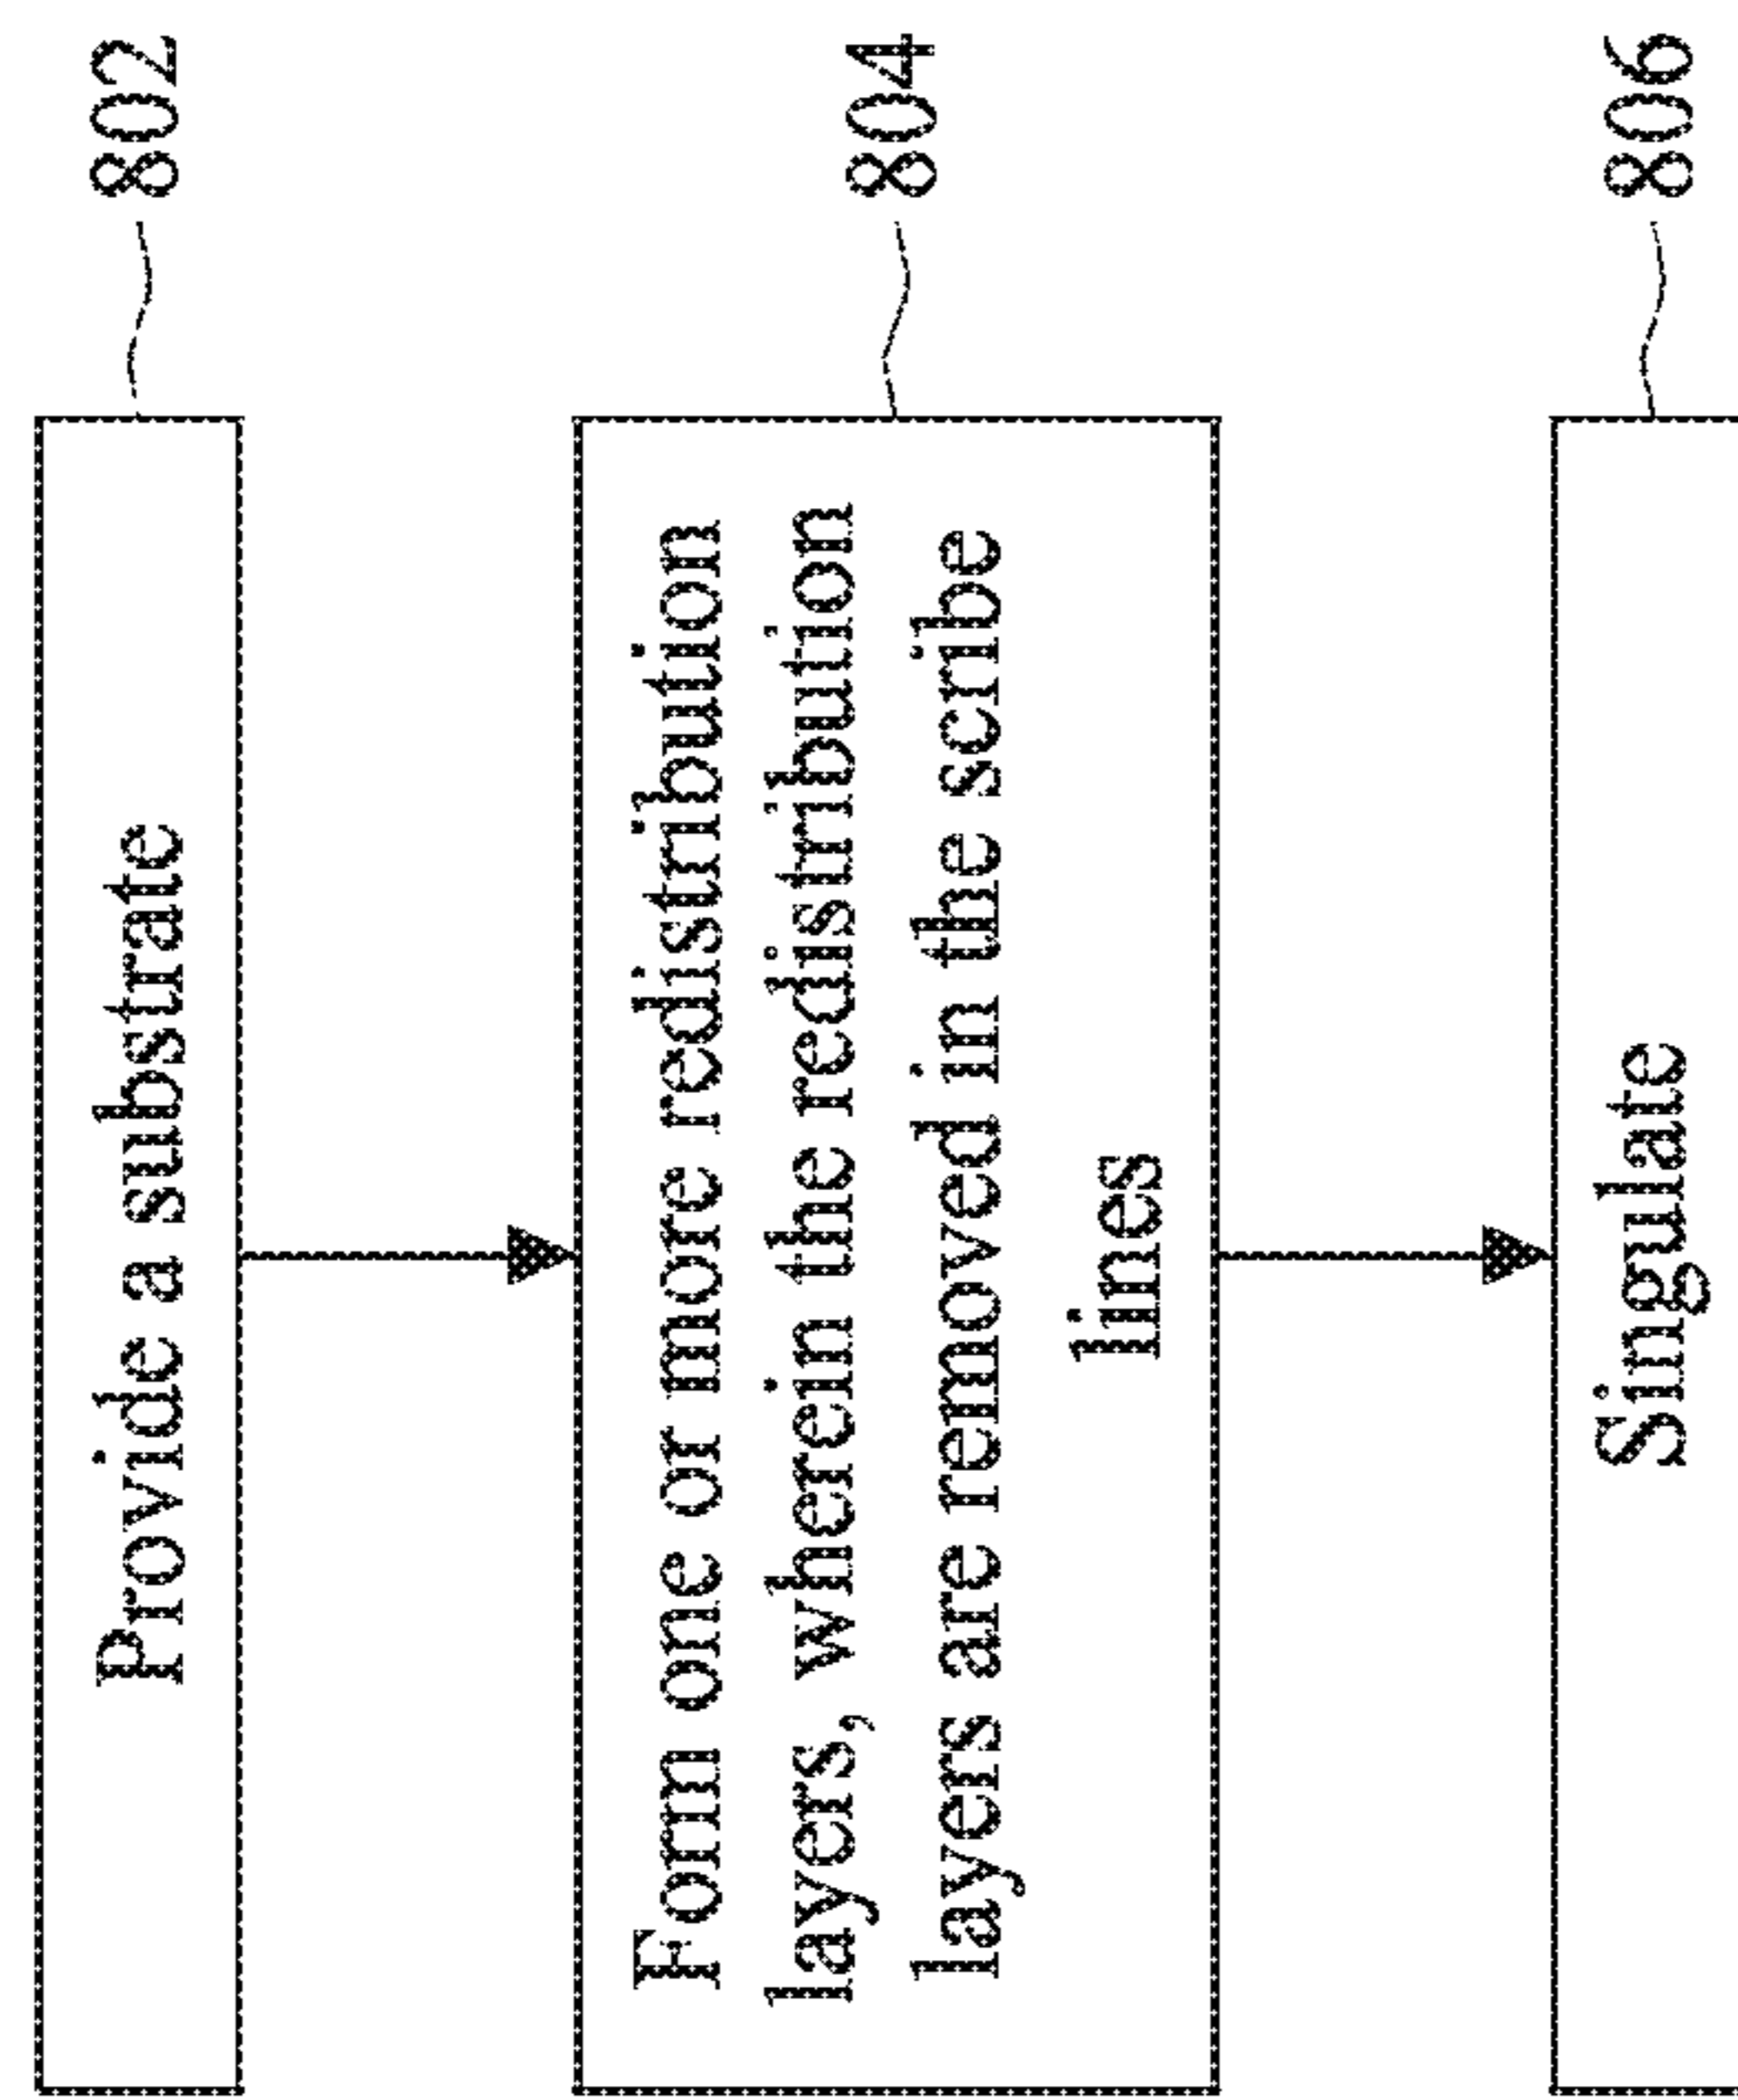 Provide a substrate
802
Form one or more redistribution
layers, wherein the redistribution
layers are removed in the scribe
lines
804
Singulate
806